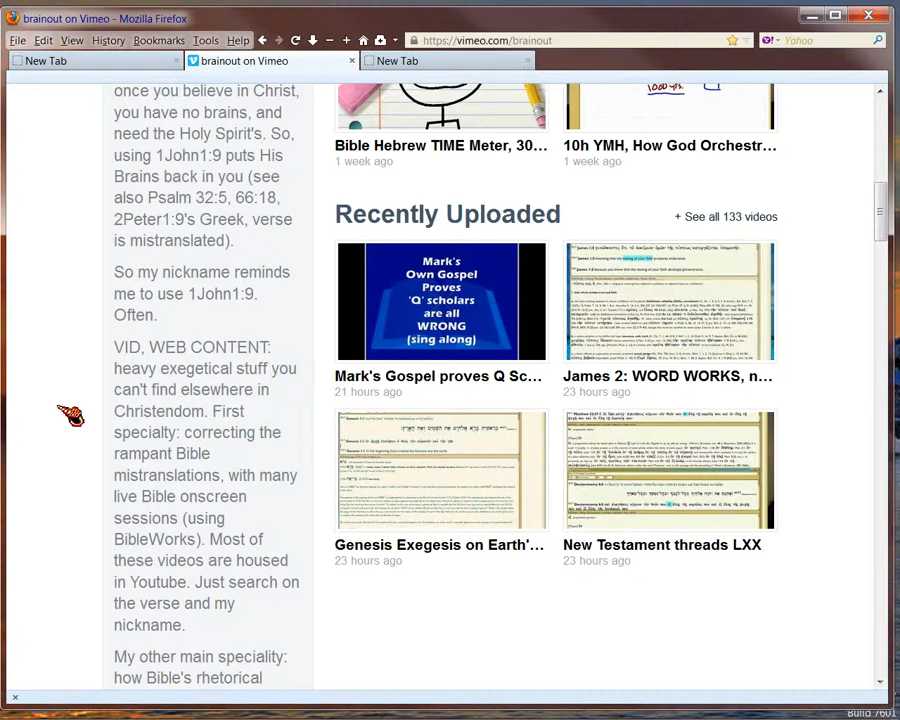 brainout on Vimeo - Mozilla Firefox
File Edit View History Bookmarks Tools Help
https://vimeo.com/brainout
Yahoo
New Tab
brainout on Vimeo
New Tab
once you believe in Christ,
you have no brains, and
need the Holy Spirit's. So,
using 1John1:9 puts His
Brains back in you (see
also Psalm 32:5, 66:18,
2Peter1:9's Greek, verse
is mistranslated).
So my nickname reminds
me to use 1John1:9.
Often.
VID, WEB CONTENT:
heavy exegetical stuff you
can't find elsewhere in
Christendom. First
specialty: correcting the
rampant Bible
mistranslations, with many
live Bible onscreen
sessions (using
BibleWorks). Most of
these videos are housed
in Youtube. Just search on
the verse and my
nickname.
My other main speciality:
how Bible's rhetorical
1000 yrs.
Bible Hebrew TIME Meter, 30...
1 week ago
10h YMH, How God Orchestr...
1 week ago
Recently Uploaded
+ See all 133 videos
Mark's
Own Gospel
Proves
'Q' scholars
are all
WRONG
(sing along)
Mark's Gospel proves Q Sc...
21 hours ago
James 2: WORD WORKS, n...
23 hours ago
Genesis Exegesis on Earth'...
23 hours ago
New Testament threads LXX
23 hours ago
Build 7601